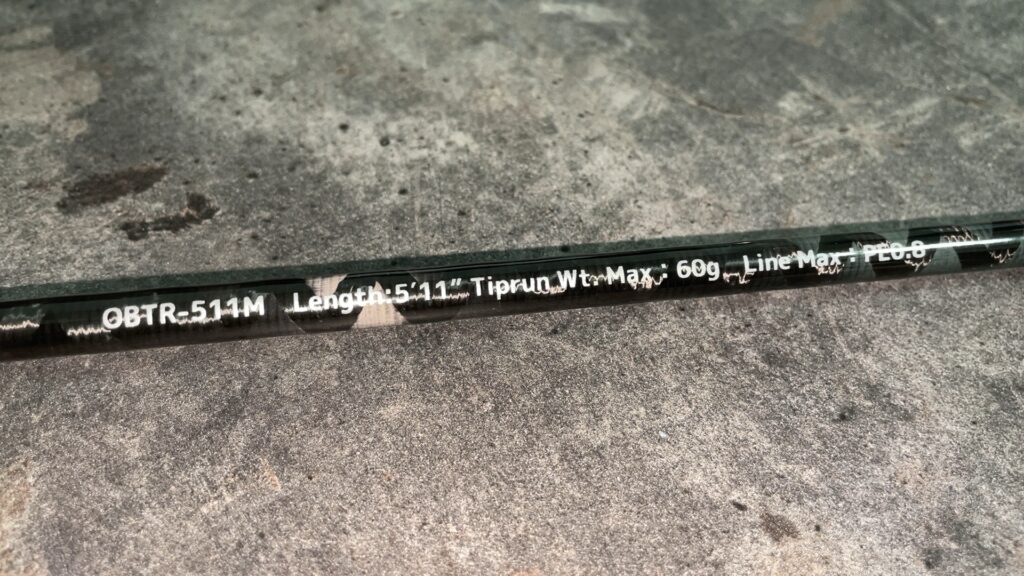 OBTR-511M Length:5'11" Tiprun Wt. Max : 60g Line Max : PE0.8